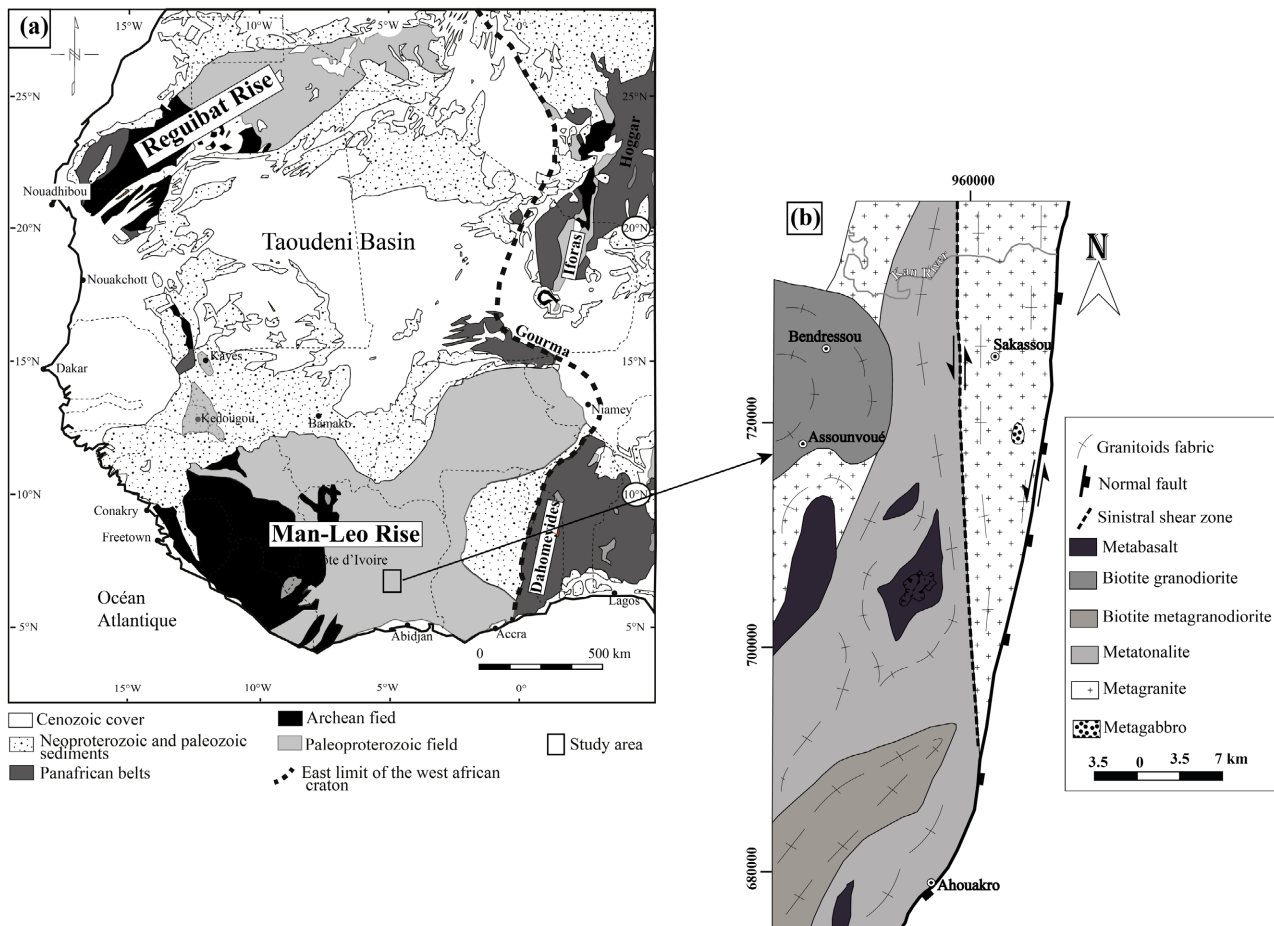 (a)
15°W
10°W
5°W
0°
N
25°N
25°N
Reguibat Rise
Hoggar
Nouadhibou
20°N
20°N
Taoudeni Basin
Iforas
Nouakchott
Gourma
15°N
15°N
Kayes
Dakar
Kedougou
Bamako
Niamey
10°N
10°N
Conakry
Freetown
Man-Leo Rise
ôte d'Ivoire
Dahomeyides
Océan
Atlantique
Lagos
5°N
5°N
Abidjan
Accra
0
500 km
15°W
10°W
5°W
0°
Cenozoic cover
Neoproterozoic and paleozoic
sediments
Panafrican belts
Archean fied
Paleoproterozoic field
East limit of the west african
craton
Study area
960000
(b)
N
Kan River
Bendressou
Sakassou
720000
Assounvoué
700000
680000
Ahouakro
Granitoids fabric
Normal fault
Sinistral shear zone
Metabasalt
Biotite granodiorite
Biotite metagranodiorite
Metatonalite
Metagranite
Metagabbro
3.5 0 3.5 7 km